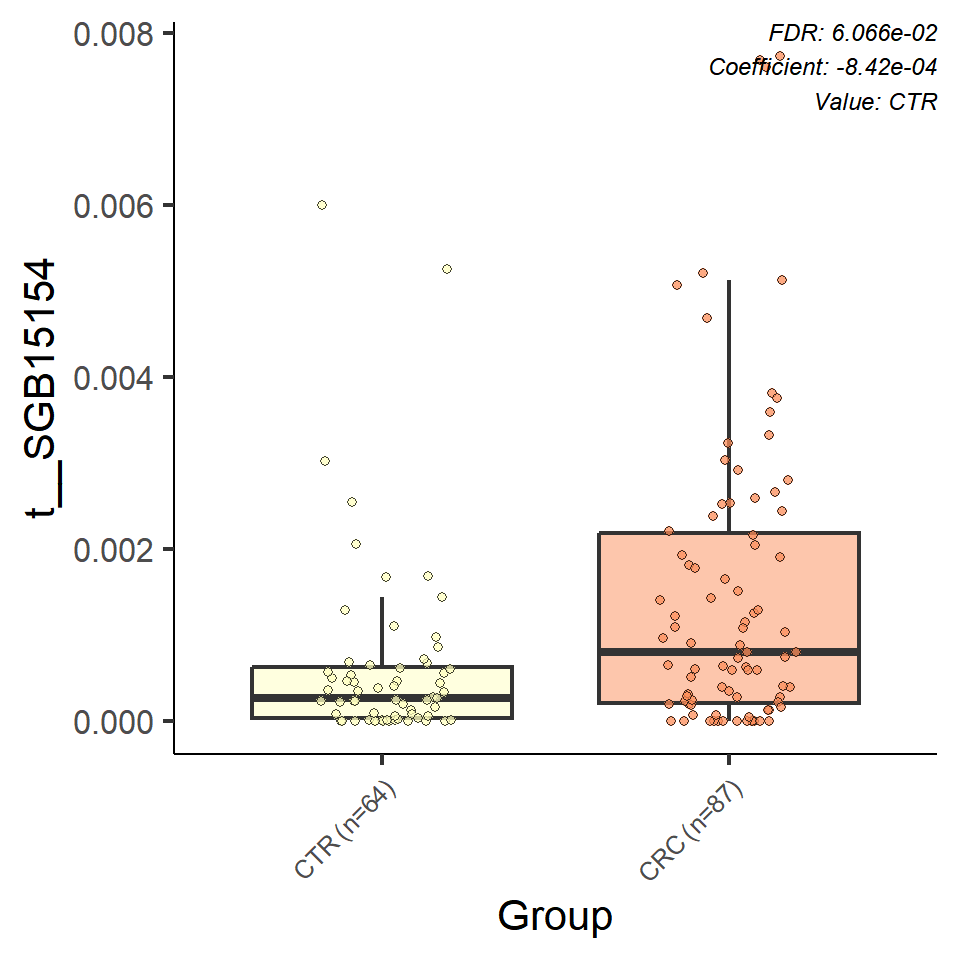 FDR: 6.066e-02
Coefficient: -8.42e-04
Value: CTR
0.008
0.006
0.004
0.002
0.000
t__SGB15154
CTR (n=64)
CRC (n=87)
Group